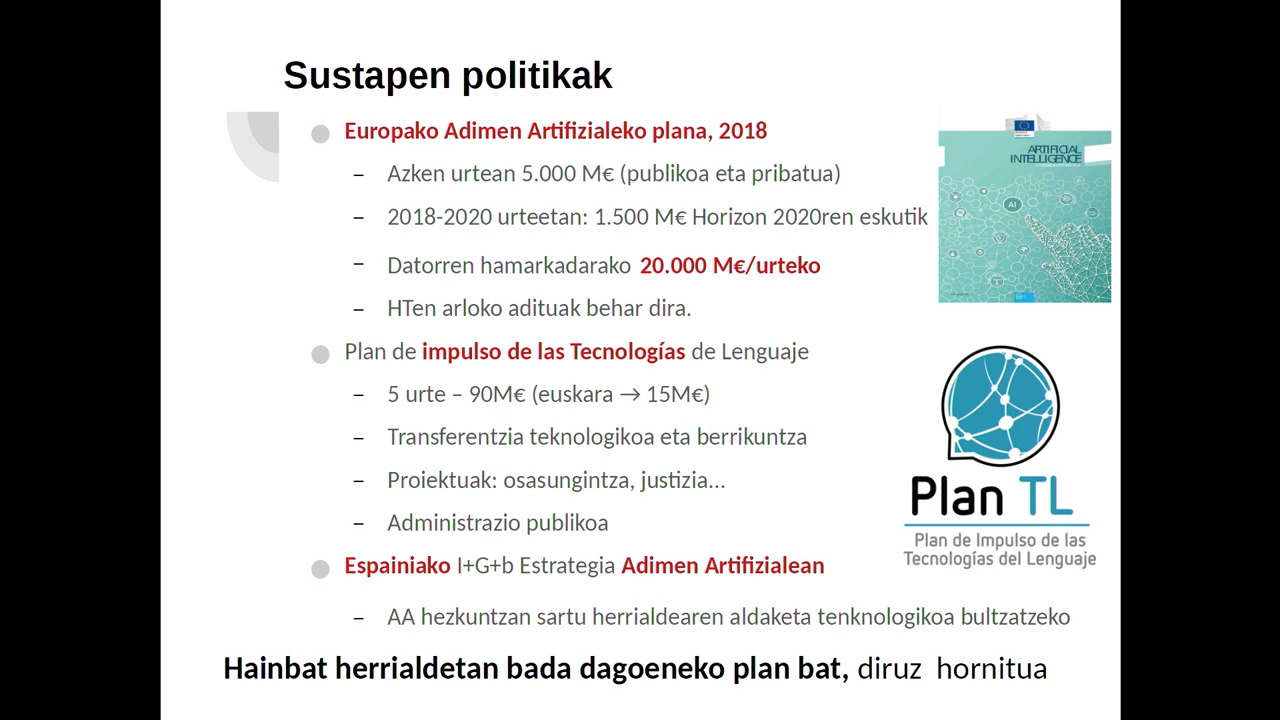 Sustapen politikak
Europako Adimen Artifizialeko plana, 2018
– Azken urtean 5.000 M€ (publikoa eta pribatua)
– 2018-2020 urteetan: 1.500 M€ Horizon 2020ren eskutik
– Datorren hamarkadarako 20.000 M€/urteko
– HTen arloko adituak behar dira.
Plan de impulso de las Tecnologías de Lenguaje
– 5 urte – 90M€ (euskara → 15M€)
– Transferentzia teknologikoa eta berrikuntza
– Proiektuak: osasungintza, justizia...
– Administrazio publikoa
Espainiako I+G+b Estrategia Adimen Artifizialean
– AA hezkuntzan sartu herrialdearen aldaketa tenknologikoa bultzatzeko
Hainbat herrialdetan bada dagoeneko plan bat, diruz hornitua
ARTIFICIAL
INTELLIGENCE
AI
Plan TL
Plan de Impulso de las
Tecnologías del Lenguaje